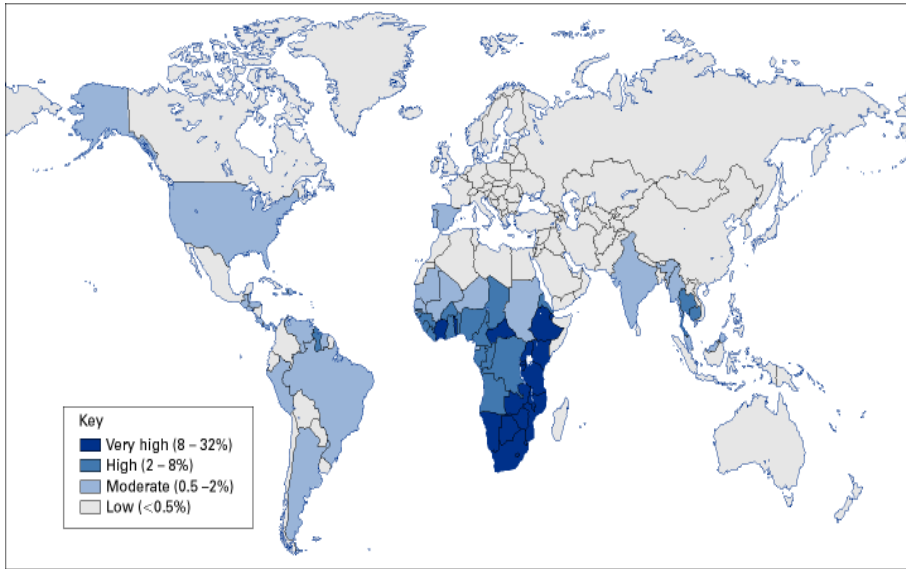 Key
Very high (8 – 32%)
High (2 – 8%)
Moderate (0.5 –2%)
Low (<0.5%)